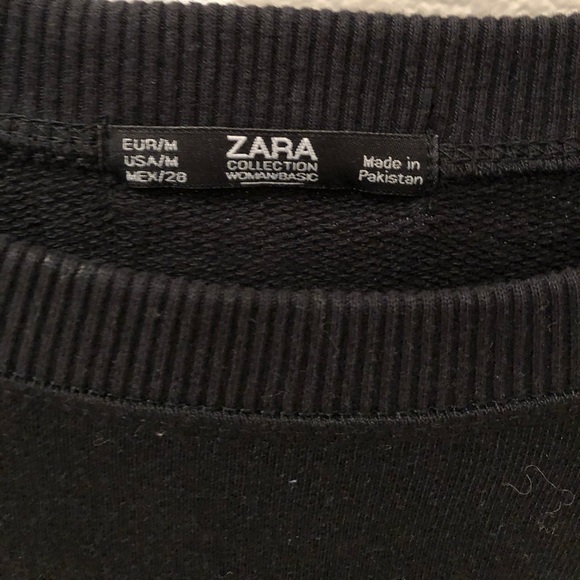 EUR/M
USA/M
MEX/28
ZARA
COLLECTION
WOMAN/BASIC
Made in
Pakistan